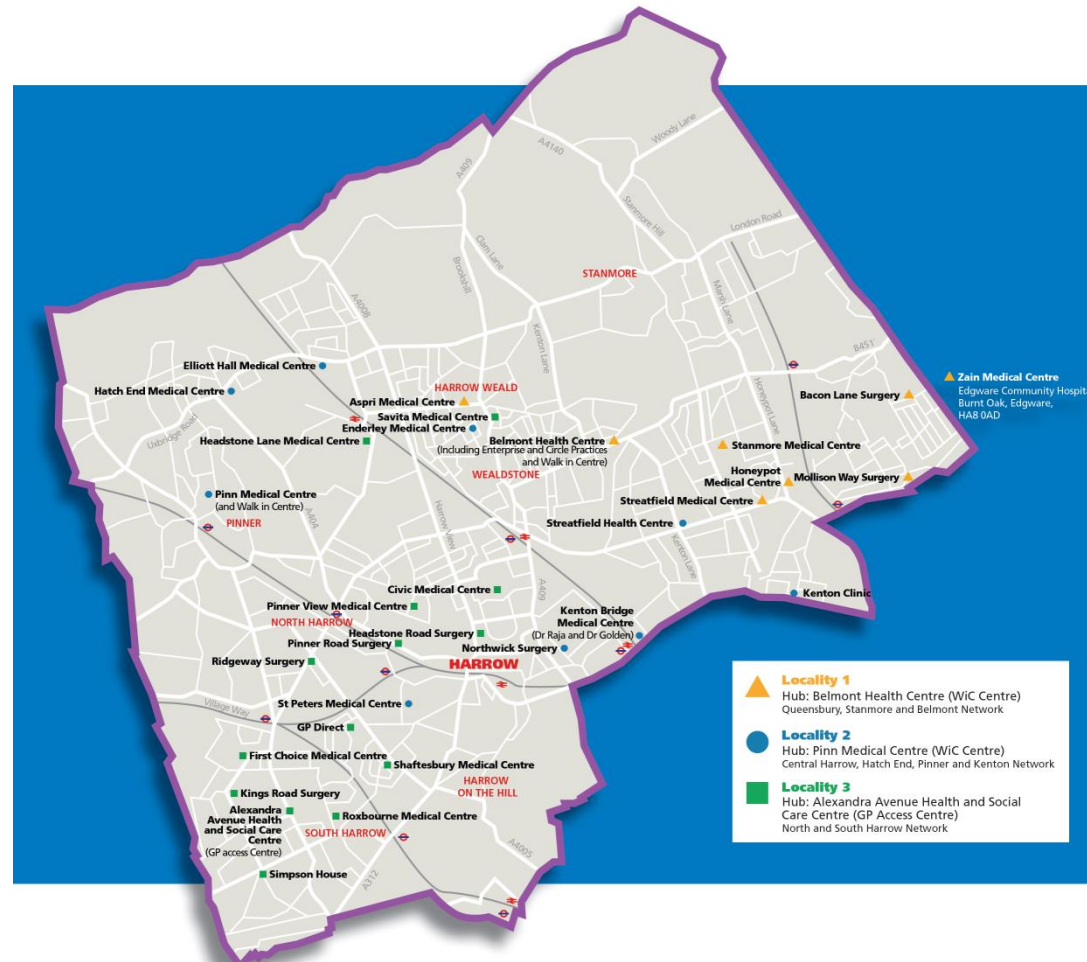 Woody Lane
A4140
A409
Stanmore Hill
London Road
Clam Lane
STANMORE
Brookshill
A4008
Marsh Lane
Kenton Lane
B451
Elliott Hall Medical Centre
Hatch End Medical Centre
HARROW WEALD
Aspri Medical Centre
Savita Medical Centre
Enderley Medical Centre
Uxbridge Road
Headstone Lane Medical Centre
Honeypot Lane
Bacon Lane Surgery
Zain Medical Centre
Edgware Community Hospita
Burnt Oak, Edgware,
HA8 0AD
Belmont Health Centre
(Including Enterprise and Circle Practices
and Walk in Centre)
Stanmore Medical Centre
WEALDSTONE
Honeypot
Medical Centre
Mollison Way Surgery
Streatfield Medical Centre
Pinn Medical Centre
(and Walk in Centre)
PINNER
A404
Harrow View
Streatfield Health Centre
Kenton Lane
Civic Medical Centre
A409
Kenton Clinic
Pinner View Medical Centre
NORTH HARROW
Kenton Bridge
Medical Centre
(Dr Raja and Dr Golden)
Headstone Road Surgery
Pinner Road Surgery
Northwick Surgery
Ridgeway Surgery
HARROW
Village Way
St Peters Medical Centre
GP Direct
First Choice Medical Centre
Shaftesbury Medical Centre
HARROW
ON THE HILL
Kings Road Surgery
Alexandra
Avenue Health
and Social Care
Centre
(GP access Centre)
Roxbourne Medical Centre
SOUTH HARROW
A4005
Simpson House
A312
Locality 1
Hub: Belmont Health Centre (WiC Centre)
Queensbury, Stanmore and Belmont Network
Locality 2
Hub: Pinn Medical Centre (WiC Centre)
Central Harrow, Hatch End, Pinner and Kenton Network
Locality 3
Hub: Alexandra Avenue Health and Social
Care Centre (GP Access Centre)
North and South Harrow Network